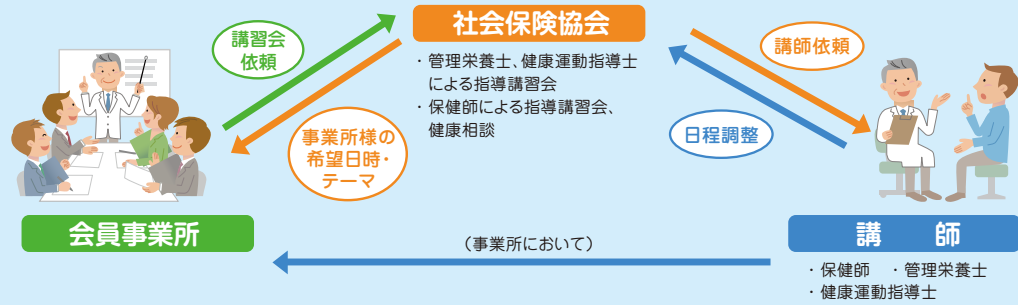 社会保険協会
・管理栄養士、健康運動指導士
による指導講習会
・保健師による指導講習会、
健康相談
講習会
依頼
事業所様の
希望日時・
テーマ
講師依頼
日程調整
会員事業所
（事業所において）
講　師
・保健師　・管理栄養士
・健康運動指導士